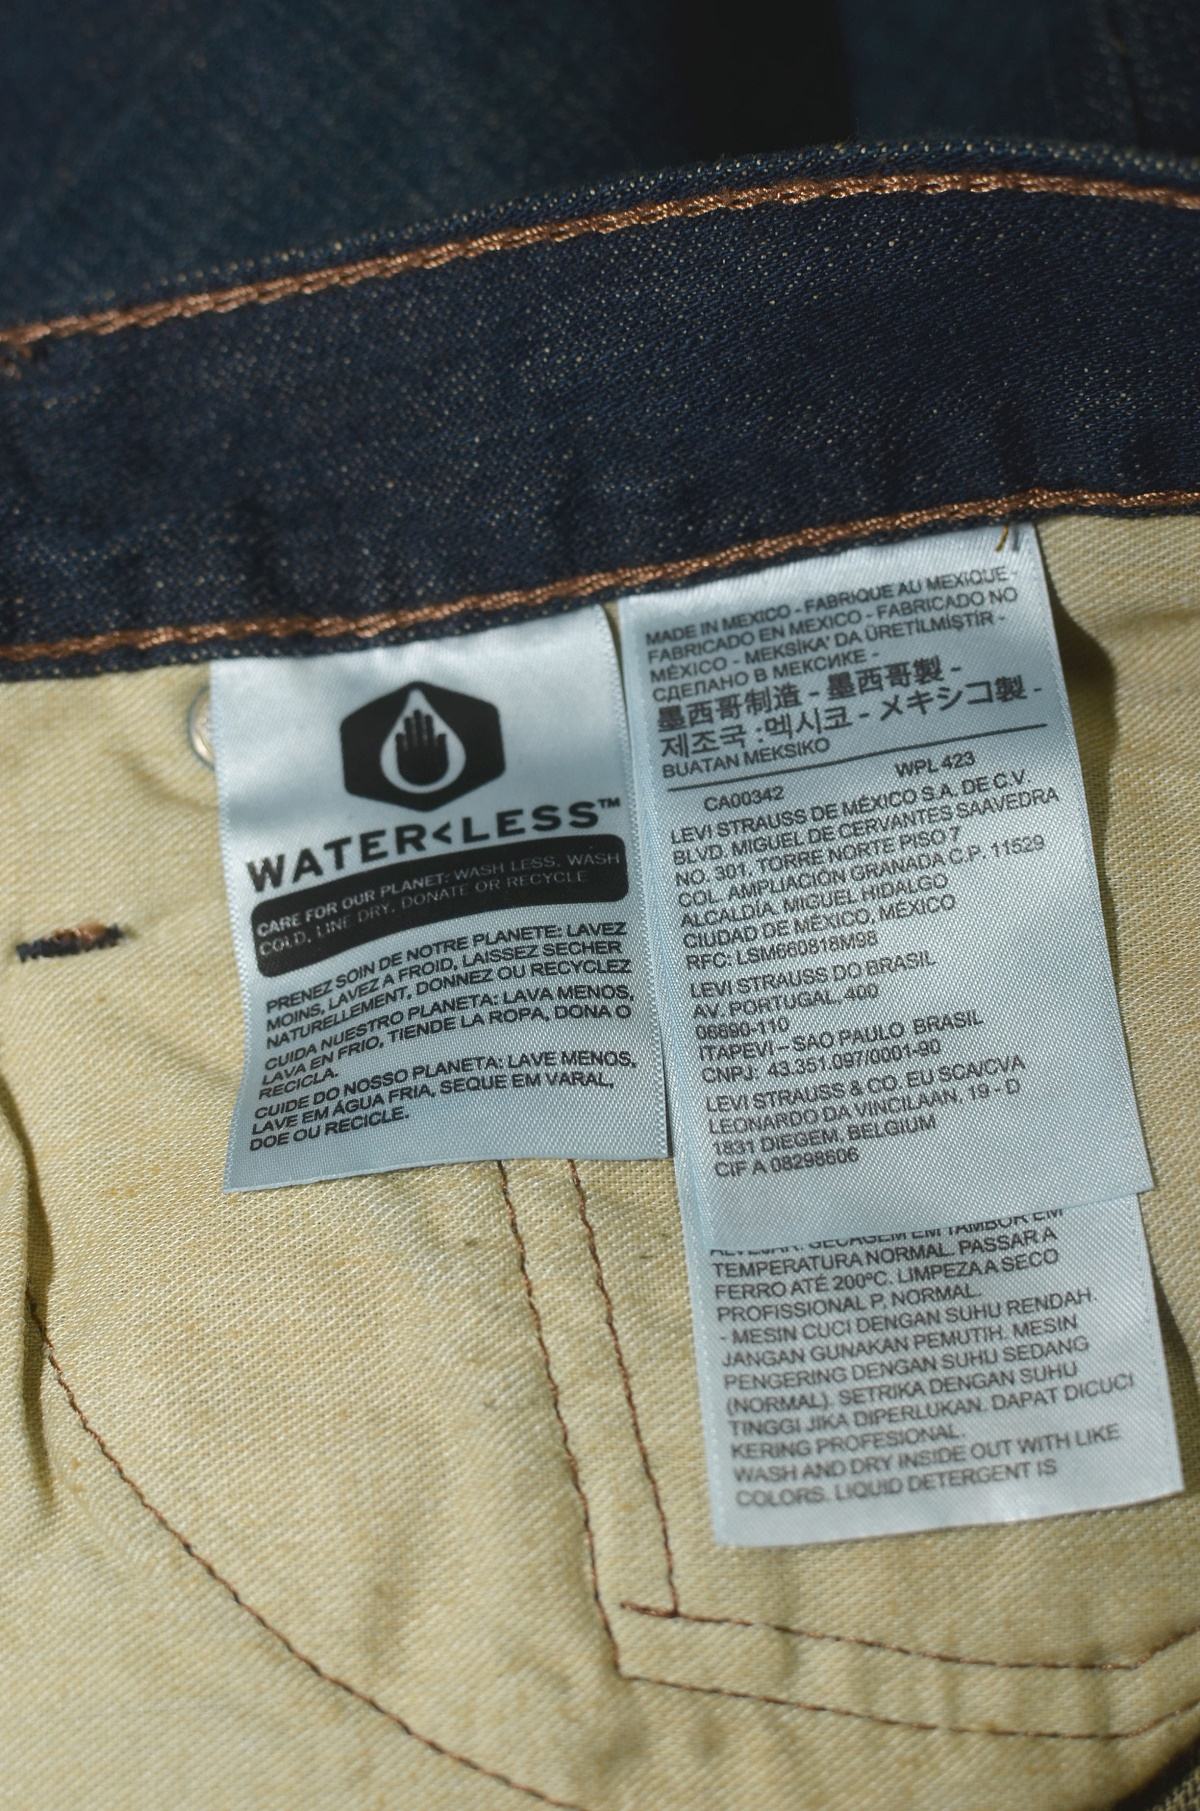 WATER<LESS™
CARE FOR OUR PLANET: WASH LESS, WASH
COLD, LINE DRY, DONATE OR RECYCLE
PRENEZ SOIN DE NOTRE PLANETE: LAVEZ
MOINS, LAVEZ A FROID, LAISSEZ SECHER
NATURELLEMENT, DONNEZ OU RECYCLEZ
CUIDA NUESTRO PLANETA: LAVA MENOS,
LAVA EN FRIO, TIENDE LA ROPA, DONA O
RECICLA.
CUIDE DO NOSSO PLANETA: LAVE MENOS,
LAVE EM ÁGUA FRIA, SEQUE EM VARAL,
DOE OU RECICLE.
MADE IN MEXICO - FABRIQUE AU MEXIQUE -
FABRICADO EN MEXICO - FABRICADO NO
MÉXICO - MEKSİKA' DA ÜRETİLMİŞTİR -
СДЕЛАНО В МЕКСИКЕ -
墨西哥制造 - 墨西哥製 -
제조국 :멕시코 - メキシコ製 -
BUATAN MEKSIKO
CA00342 WPL 423
LEVI STRAUSS DE MÉXICO S.A. DE C.V.
BLVD. MIGUEL DE CERVANTES SAAVEDRA
NO. 301, TORRE NORTE PISO 7
COL. AMPLIACIÓN GRANADA C.P. 11529
ALCALDÍA. MIGUEL HIDALGO
CIUDAD DE MÉXICO, MÉXICO
RFC: LSM660818M98
LEVI STRAUSS DO BRASIL
AV. PORTUGAL, 400
06690-110
ITAPEVI – SAO PAULO BRASIL
CNPJ: 43.351.097/0001-90
LEVI STRAUSS & CO. EU SCA/CVA
LEONARDO DA VINCILAAN, 19 - D
1831 DIEGEM, BELGIUM
CIF A 08298606
ALVEJAR. SECAGEM EM TAMBOR EM
TEMPERATURA NORMAL. PASSAR A
FERRO ATÉ 200ºC. LIMPEZA A SECO
PROFISSIONAL P, NORMAL.
- MESIN CUCI DENGAN SUHU RENDAH.
JANGAN GUNAKAN PEMUTIH. MESIN
PENGERING DENGAN SUHU SEDANG
(NORMAL). SETRIKA DENGAN SUHU
TINGGI JIKA DIPERLUKAN. DAPAT DICUCI
KERING PROFESIONAL.
WASH AND DRY INSIDE OUT WITH LIKE
COLORS. LIQUID DETERGENT IS